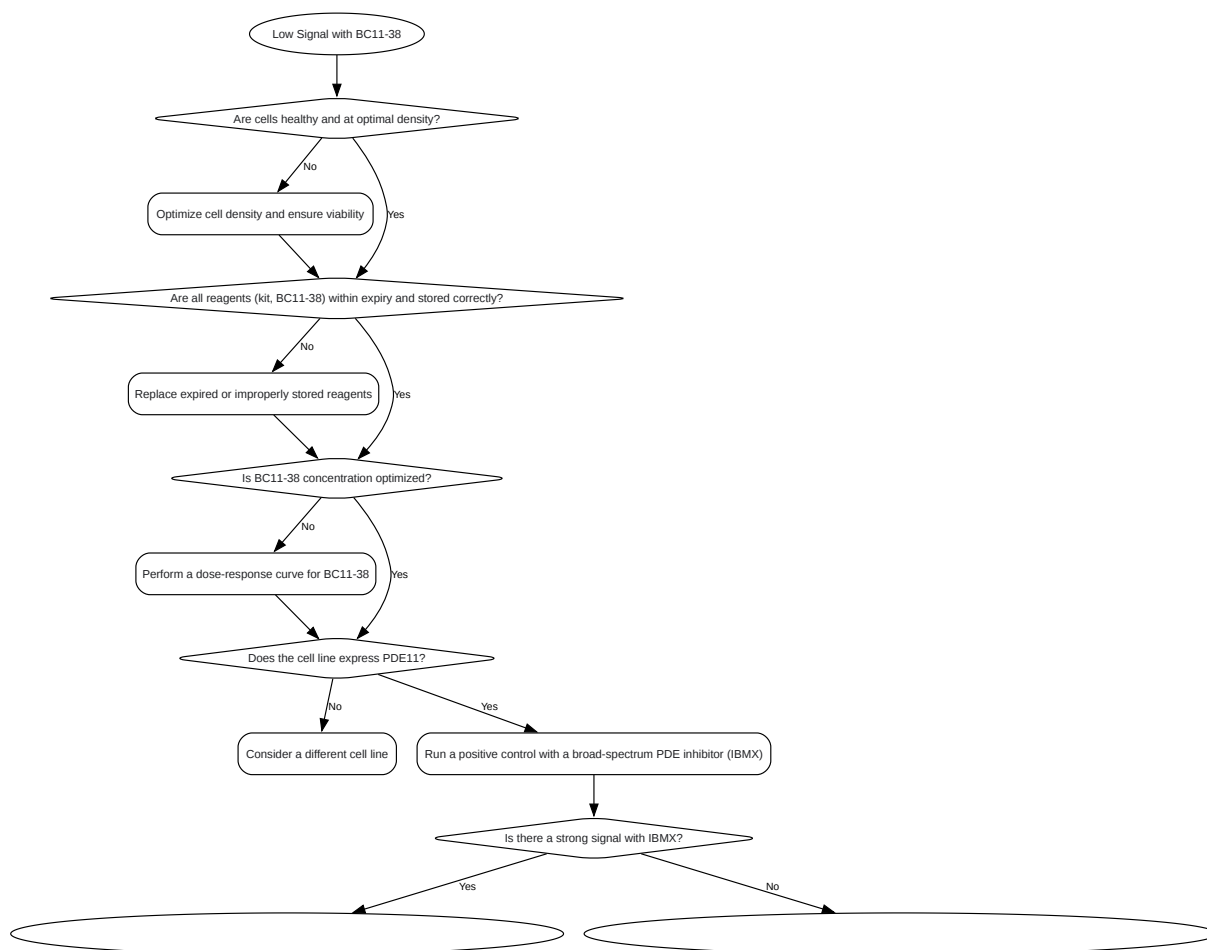 Low Signal with BC11-38
Are cells healthy and at optimal density?
No
Optimize cell density and ensure viability
Yes
Are all reagents (kit, BC11-38) within expiry and stored correctly?
No
Replace expired or improperly stored reagents
Yes
Is BC11-38 concentration optimized?
No
Perform a dose-response curve for BC11-38
Yes
Does the cell line express PDE11?
No
Yes
Consider a different cell line
Run a positive control with a broad-spectrum PDE inhibitor (IBMX)
Is there a strong signal with IBMX?
Yes
No